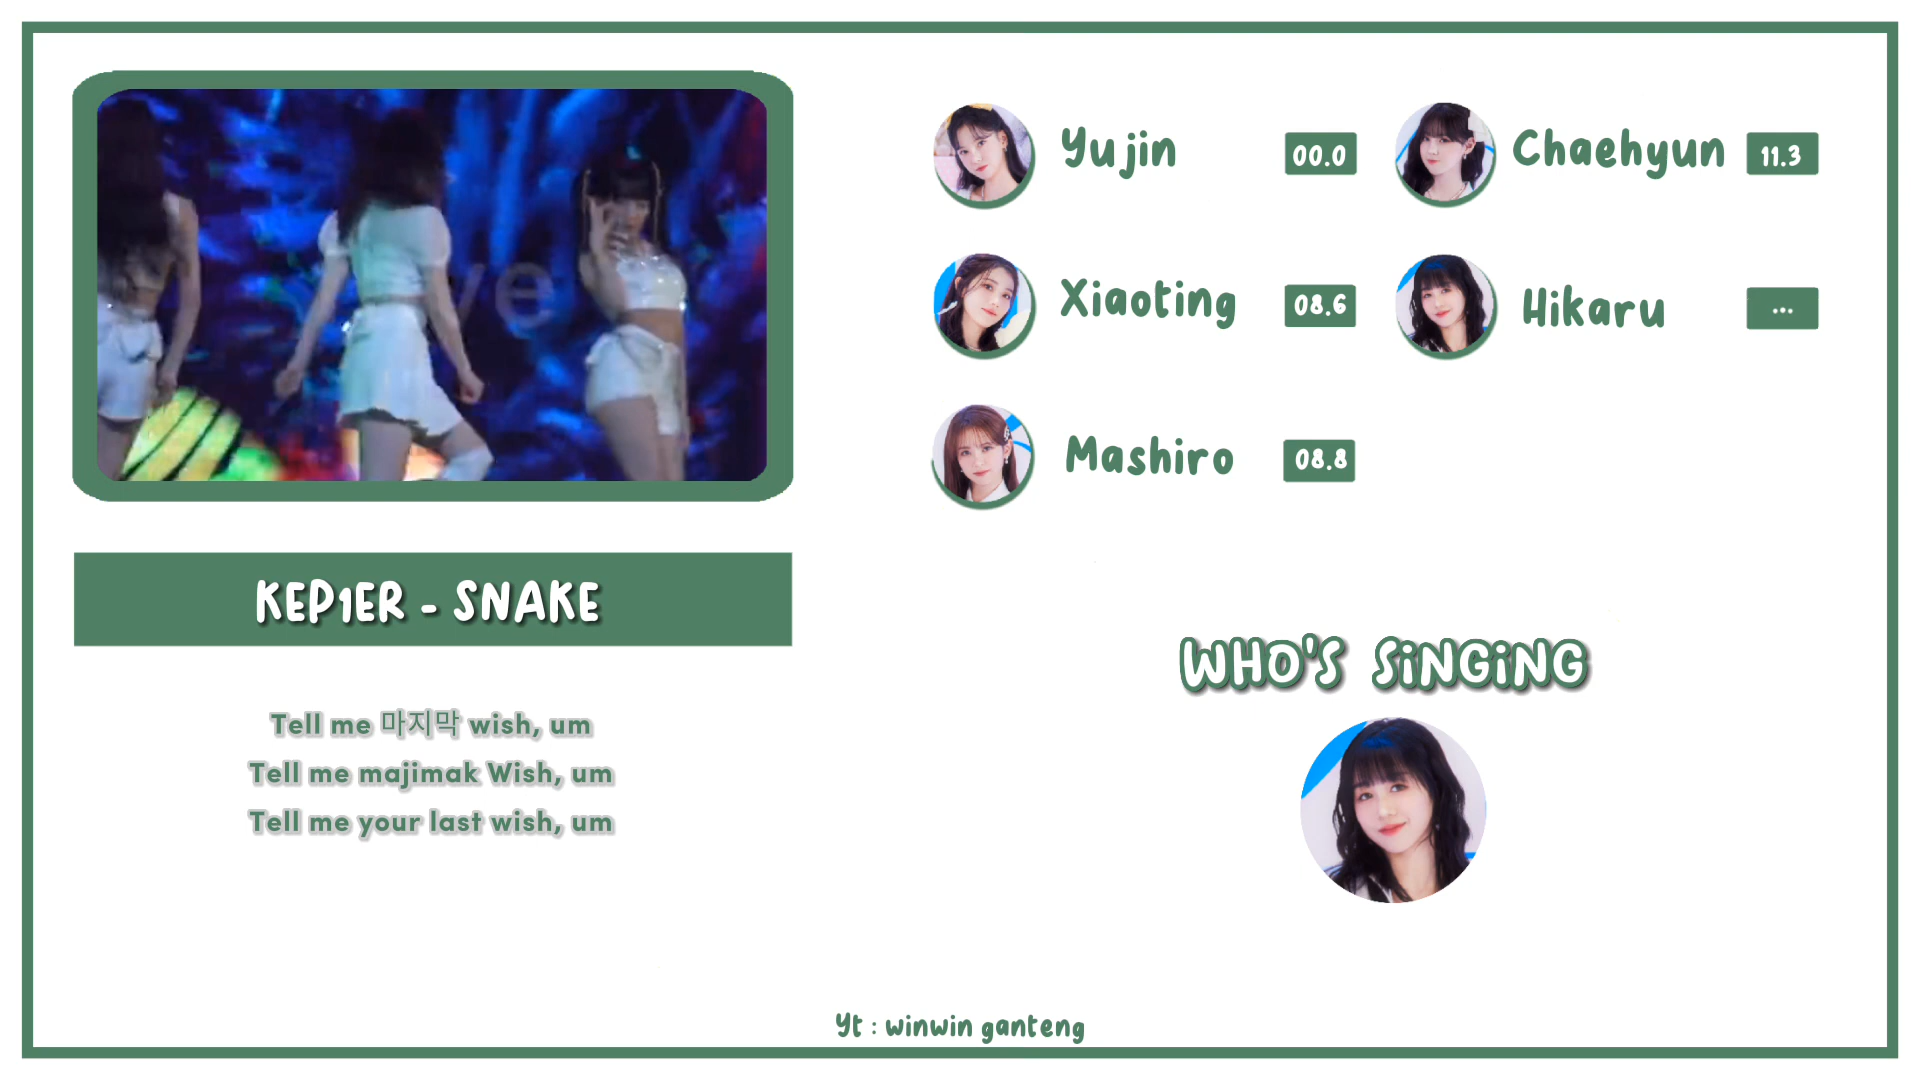 Yujin 00.0
Chaehyun 11.3
Xiaoting 08.6
Hikaru ...
Mashiro 08.8
ve
KEP1ER - SNAKE
WHO'S SiNGiNG
Tell me 마지막 wish, um
Tell me majimak Wish, um
Tell me your last wish, um
Yt : winwin ganteng